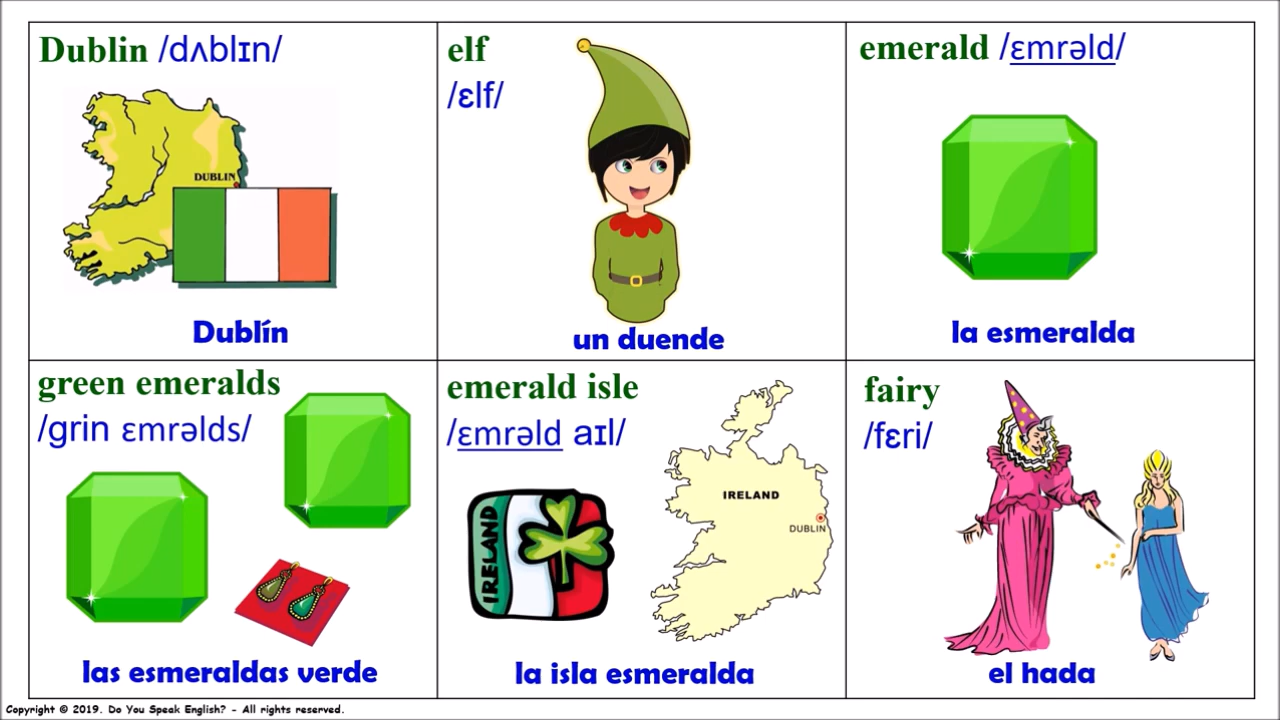 Dublin /dʌblɪn/
DUBLIN
Dublín
elf
/ɛlf/
un duende
emerald /ɛmrəld/
la esmeralda
green emeralds
/grin ɛmrəlds/
las esmeraldas verde
emerald isle
/ɛmrəld aɪl/
IRELAND
IRELAND
DUBLIN
la isla esmeralda
fairy
/fɛri/
el hada
Copyright © 2019. Do You Speak English? - All rights reserved.